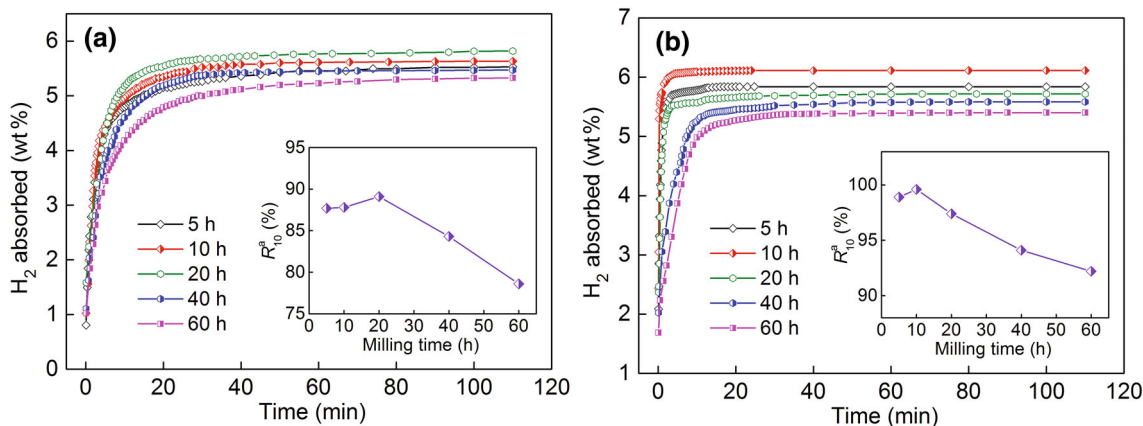 (a)
H₂ absorbed (wt%)
6
5
4
3
2
1
0
0 20 40 60 80 100 120
Time (min)
5 h
10 h
20 h
40 h
60 h
95
90
85
80
75
R₁₀ᵃ (%)
0 10 20 30 40 50 60
Milling time (h)
(b)
H₂ absorbed (wt%)
7
6
5
4
3
2
1
0 20 40 60 80 100 120
Time (min)
5 h
10 h
20 h
40 h
60 h
100
95
90
R₁₀ᵃ (%)
0 10 20 30 40 50 60
Milling time (h)